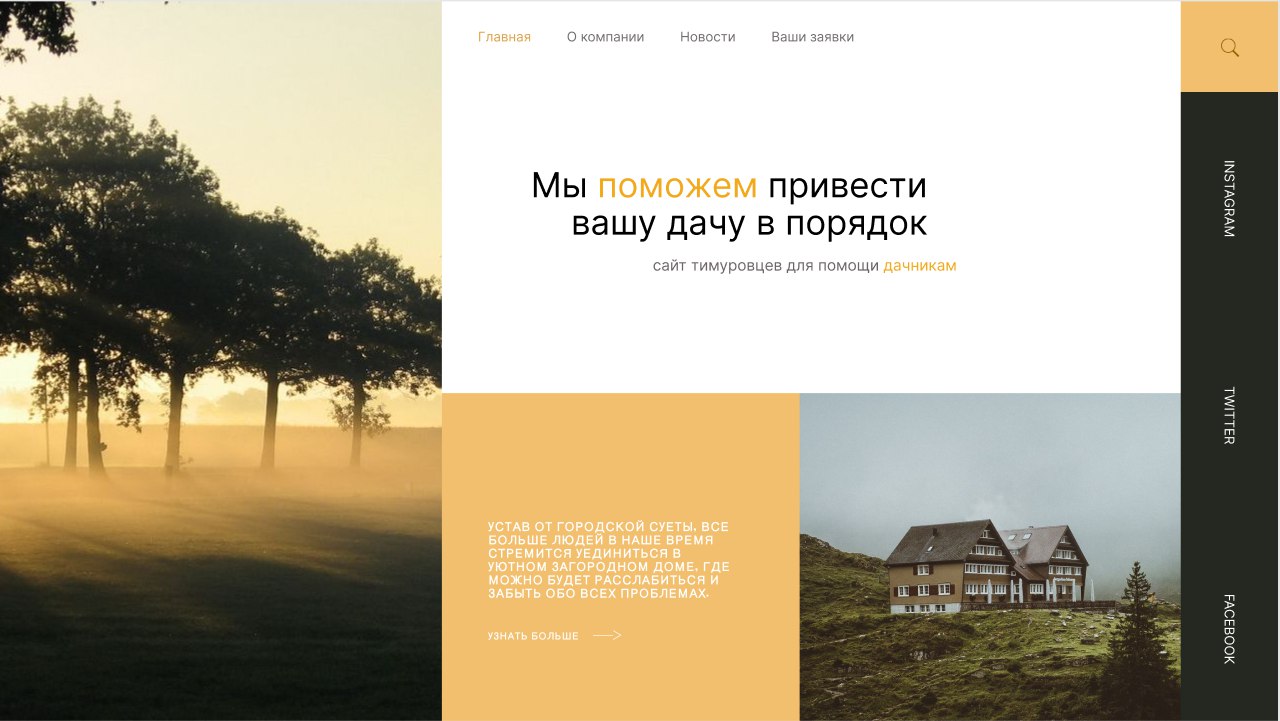 Главная
О компании
Новости
Ваши заявки
Мы поможем привести
вашу дачу в порядок
сайт тимуровцев для помощи дачникам
УСТАВ ОТ ГОРОДСКОЙ СУЕТЫ, ВСЕ
БОЛЬШЕ ЛЮДЕЙ В НАШЕ ВРЕМЯ
СТРЕМИТСЯ УЕДИНИТЬСЯ В
УЮТНОМ ЗАГОРОДНОМ ДОМЕ, ГДЕ
МОЖНО БУДЕТ РАССЛАБИТЬСЯ И
ЗАБЫТЬ ОБО ВСЕХ ПРОБЛЕМАХ.
УЗНАТЬ БОЛЬШЕ
INSTAGRAM
TWITTER
FACEBOOK